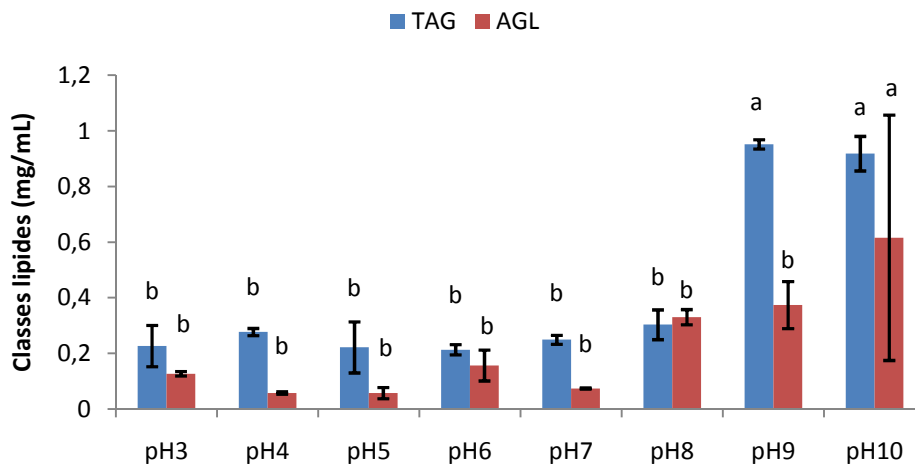 TAG AGL
Classes lipides (mg/mL)
1,2
1
0,8
0,6
0,4
0,2
0
b b b b b b b b b b b b a b a a
pH3 pH4 pH5 pH6 pH7 pH8 pH9 pH10